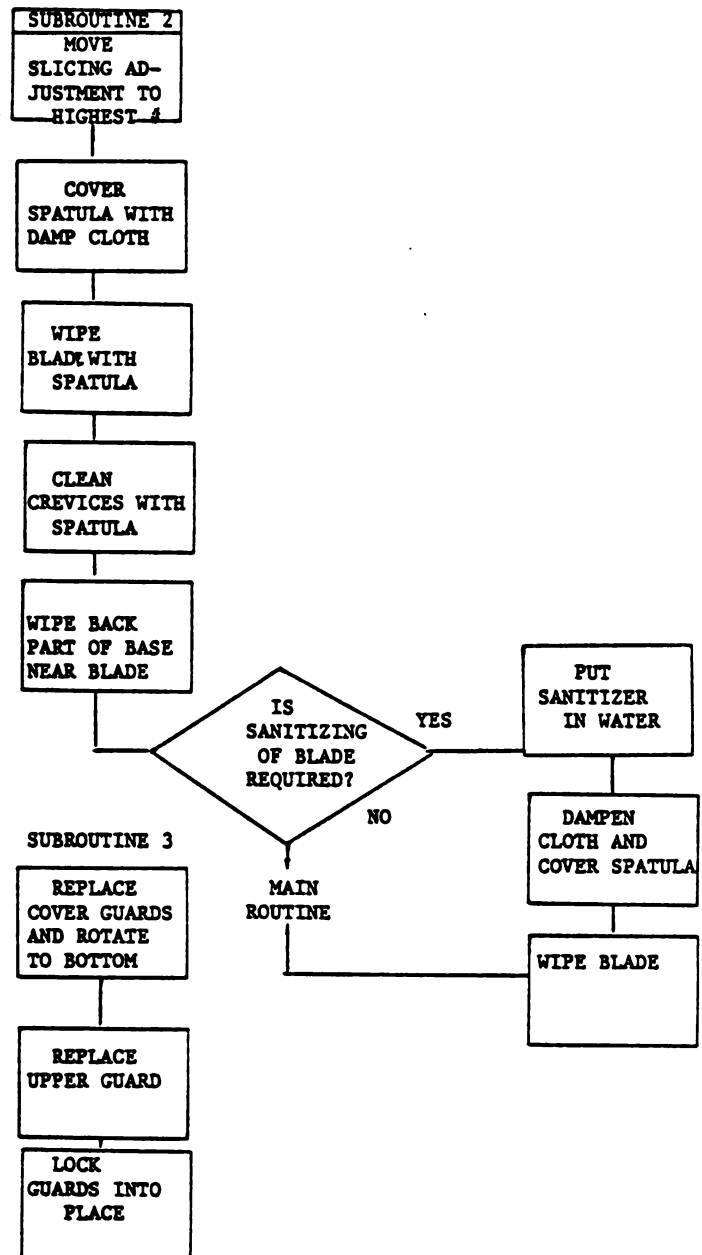 SUBROUTINE 2
MOVE
SLICING AD-
JUSTMENT TO
HIGHEST #
COVER
SPATULA WITH
DAMP CLOTH
WIPE
BLADE WITH
SPATULA
CLEAN
CREVICES WITH
SPATULA
WIPE BACK
PART OF BASE
NEAR BLADE
IS
SANITIZING
OF BLADE
REQUIRED?
YES
PUT
SANITIZER
IN WATER
DAMPEN
CLOTH AND
COVER SPATULA
WIPE BLADE
NO
MAIN
ROUTINE
SUBROUTINE 3
REPLACE
COVER GUARDS
AND ROTATE
TO BOTTOM
REPLACE
UPPER GUARD
LOCK
GUARDS INTO
PLACE